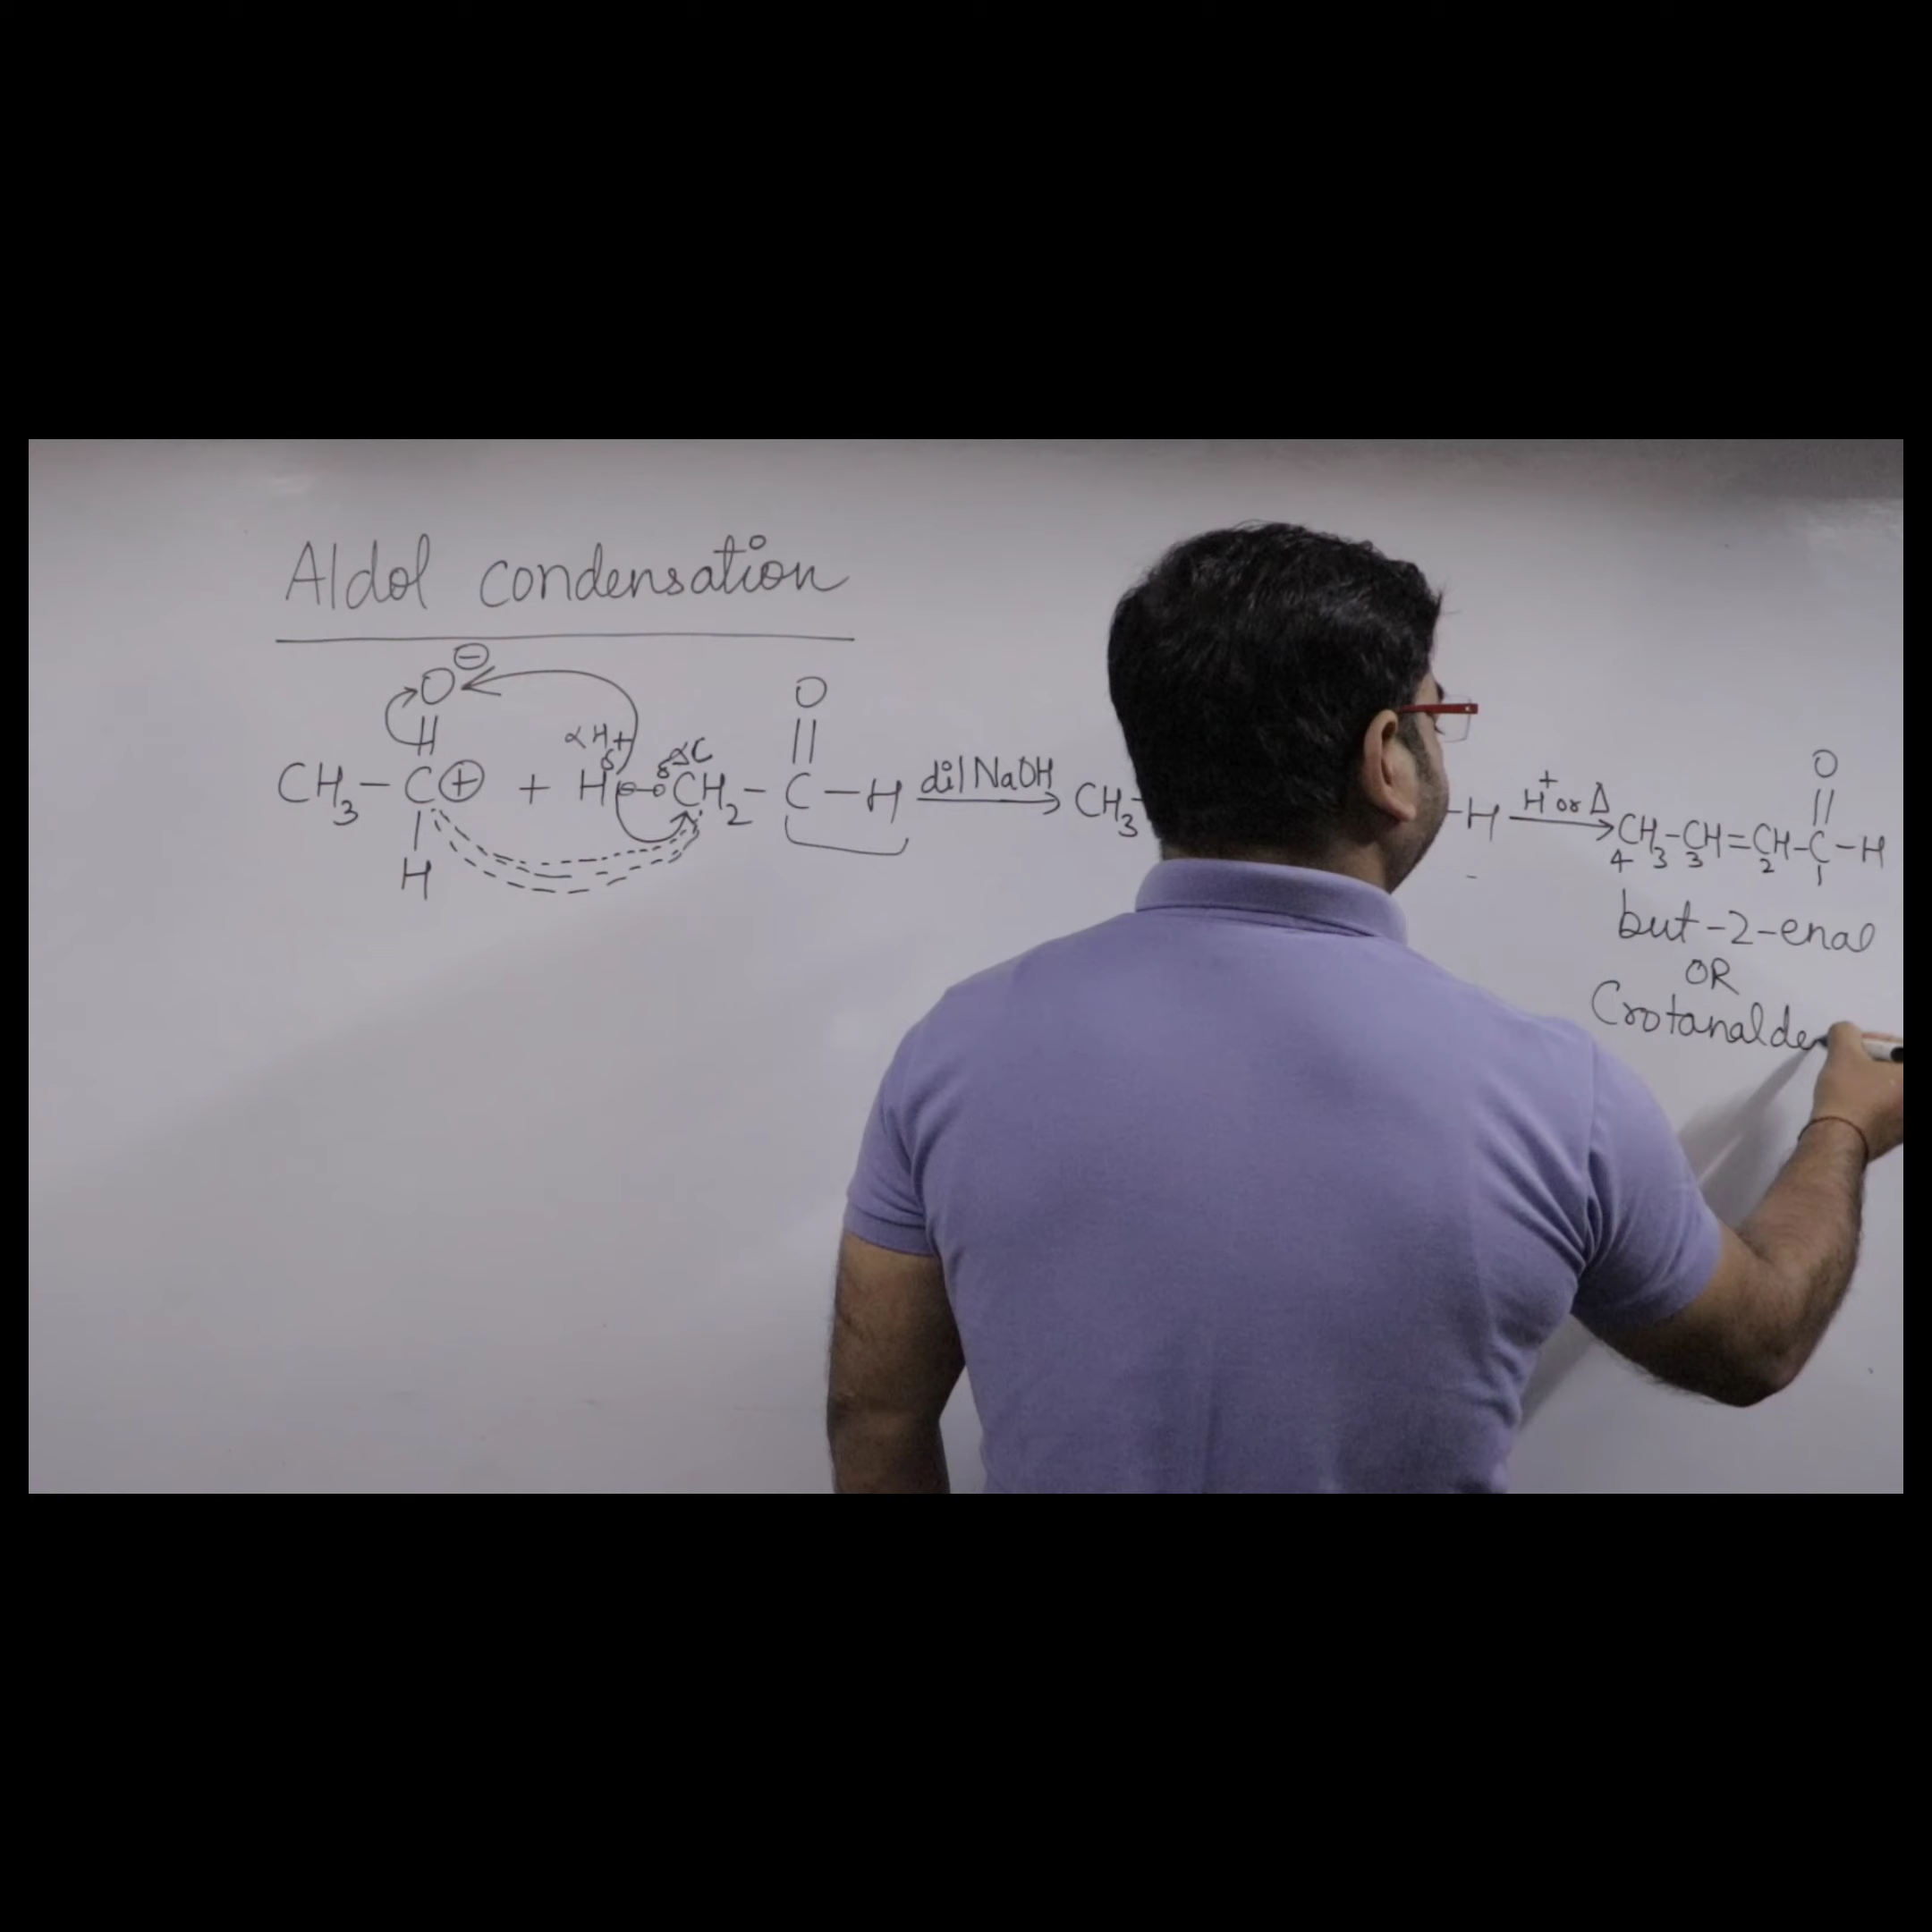 Aldol condensation
O⊖ O O
αH δ+ δ- αC
CH3-C⊕ + H CH2-C-H dil NaOH CH3 -H H+ or Δ CH3-CH=CH-C-H
H 4 3 2 1
but-2-enal
OR
Crotanalde